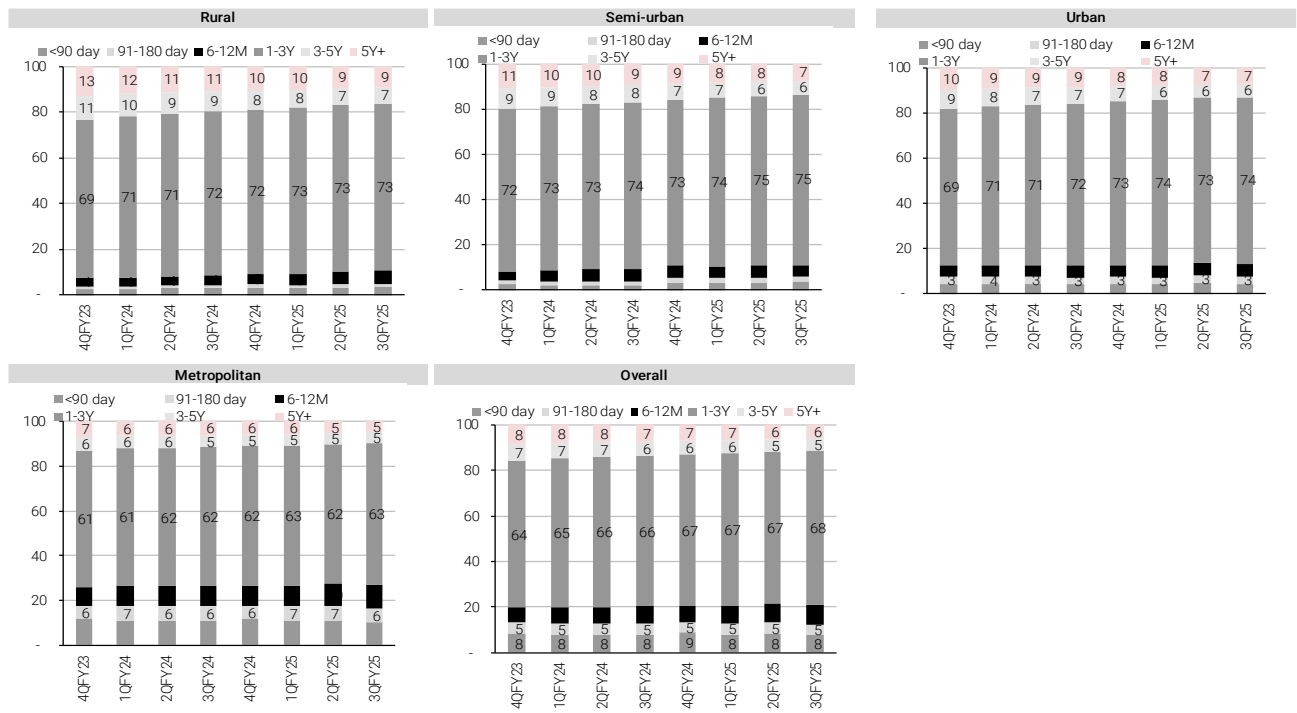 Rural
<90 day 91-180 day 6-12M 1-3Y 3-5Y 5Y+
100
80
60
40
20
-
13 12 11 11 10 10 9 9
11 10 9 9 8 8 7 7
69 71 71 72 72 73 73 73
4QFY23 1QFY24 2QFY24 3QFY24 4QFY24 1QFY25 2QFY25 3QFY25
Semi-urban
<90 day 91-180 day 6-12M
1-3Y 3-5Y 5Y+
100
80
60
40
20
-
11 10 10 9 9 8 8 7
9 9 8 8 7 7 6 6
72 73 73 74 73 74 75 75
4QFY23 1QFY24 2QFY24 3QFY24 4QFY24 1QFY25 2QFY25 3QFY25
Urban
<90 day 91-180 day 6-12M
1-3Y 3-5Y 5Y+
100
80
60
40
20
-
10 9 9 9 8 8 7 7
9 8 7 7 7 6 6 6
69 71 71 72 73 74 73 74
3 4 3 3 3 3 3 3
4QFY23 1QFY24 2QFY24 3QFY24 4QFY24 1QFY25 2QFY25 3QFY25
Metropolitan
<90 day 91-180 day 6-12M
1-3Y 3-5Y 5Y+
100
80
60
40
20
-
7 6 6 6 6 6 5 5
6 6 6 5 5 5 5 5
61 61 62 62 62 63 62 63
6 7 6 6 6 7 7 6
4QFY23 1QFY24 2QFY24 3QFY24 4QFY24 1QFY25 2QFY25 3QFY25
Overall
<90 day 91-180 day 6-12M 1-3Y 3-5Y 5Y+
100
80
60
40
20
-
8 8 8 7 7 7 6 6
7 7 7 6 6 6 5 5
64 65 66 66 67 67 67 68
5 5 5 5 5 5 5 5
8 8 8 8 9 8 8 8
4QFY23 1QFY24 2QFY24 3QFY24 4QFY24 1QFY25 2QFY25 3QFY25